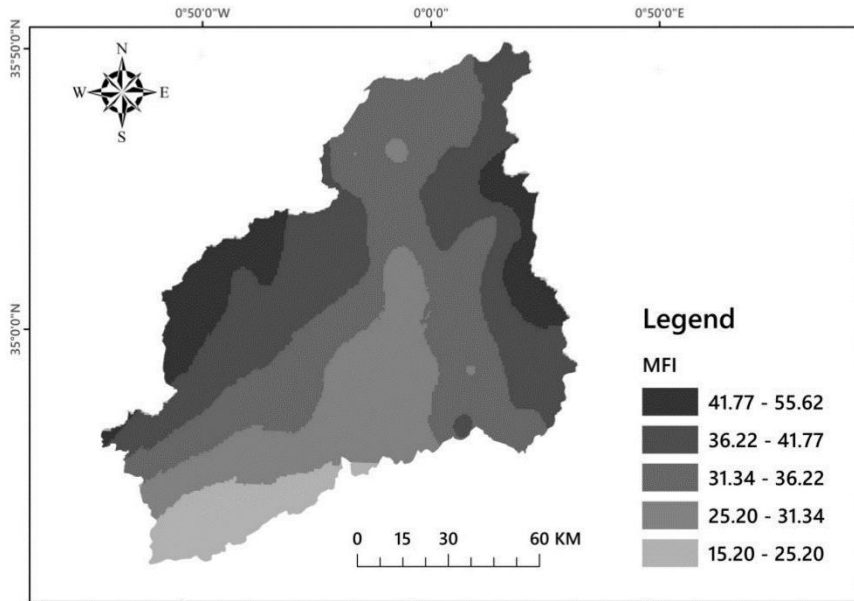 0°50'0"W 0°0'0" 0°50'0"E
35°50'0"N
35°0'0"N
N
W E
S
Legend
MFI
41.77 - 55.62
36.22 - 41.77
31.34 - 36.22
25.20 - 31.34
15.20 - 25.20
0 15 30 60 KM